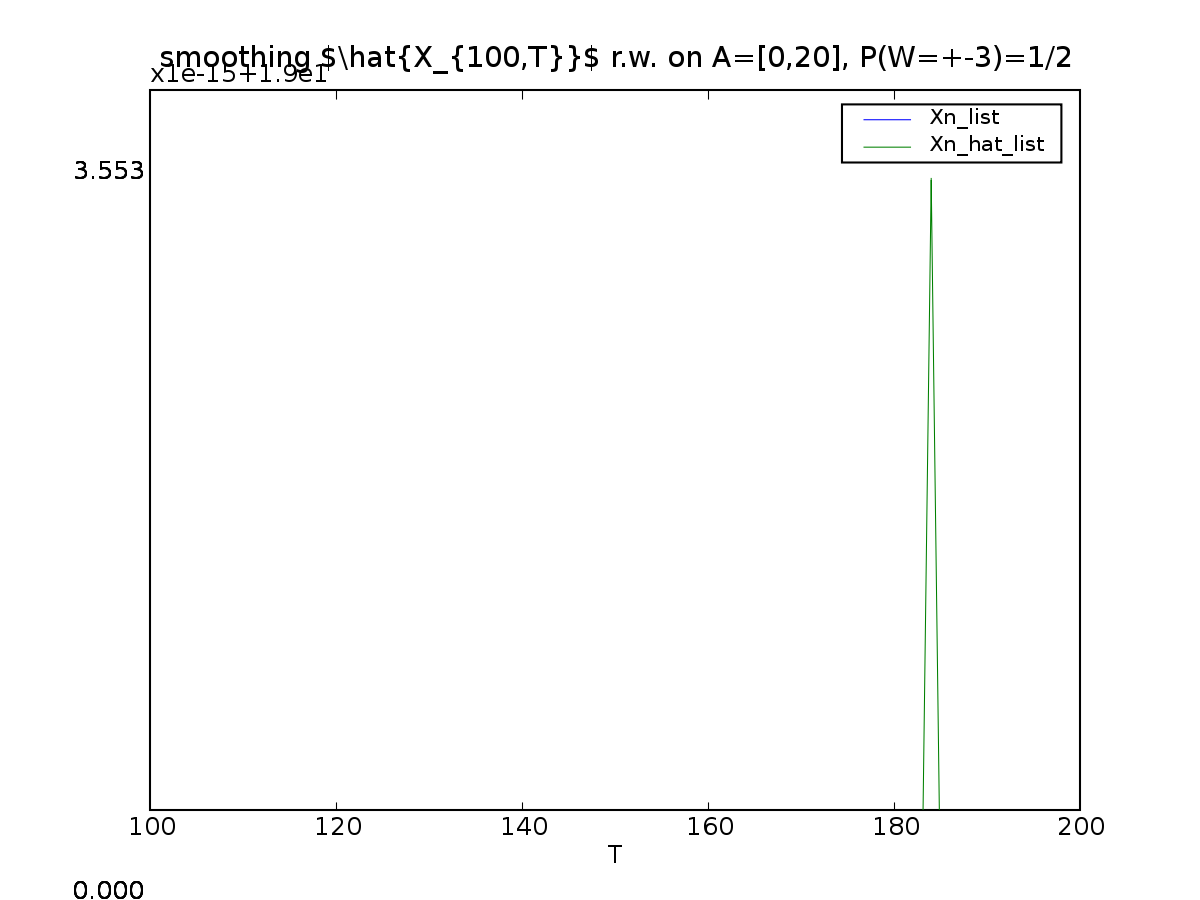 smoothing $\hat{X_{100,T}}$ r.w. on A=[0,20], P(W=+-3)=1/2
x1e-15+1.9e1
Xn_list
Xn_hat_list
3.553
100 120 140 160 180 200
T
0.000